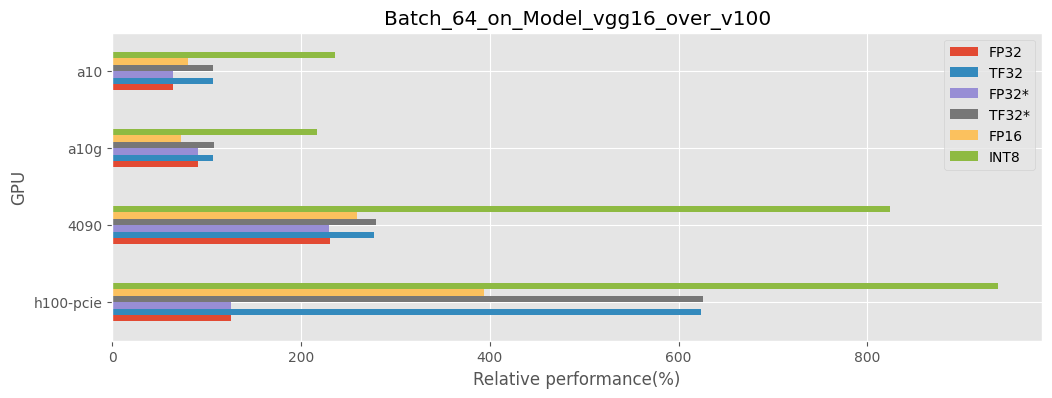 Batch_64_on_Model_vgg16_over_v100
FP32
TF32
FP32*
TF32*
FP16
INT8
GPU
a10
a10g
4090
h100-pcie
0
200
400
600
800
Relative performance(%)